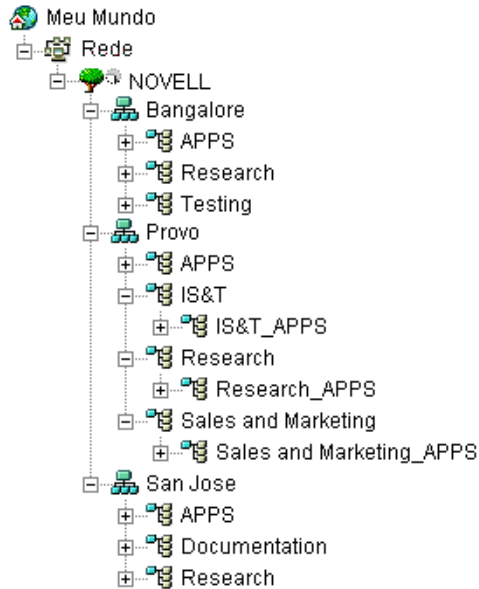 Meu Mundo
Rede
NOVELL
Bangalore
APPS
Research
Testing
Provo
APPS
IS&T
IS&T_APPS
Research
Research_APPS
Sales and Marketing
Sales and Marketing_APPS
San Jose
APPS
Documentation
Research